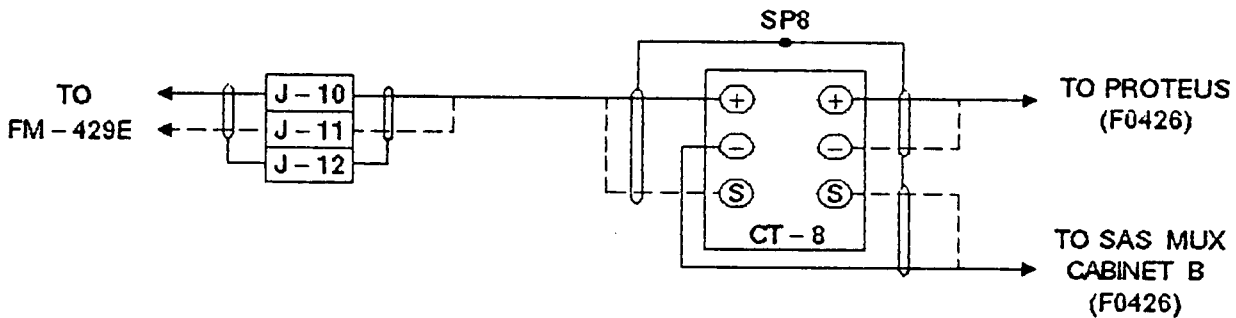 SP8
TO
FM-429E
J-10
J-11
J-12
+ +
- -
S S
CT-8
TO PROTEUS
(F0426)
TO SAS MUX
CABINET B
(F0426)